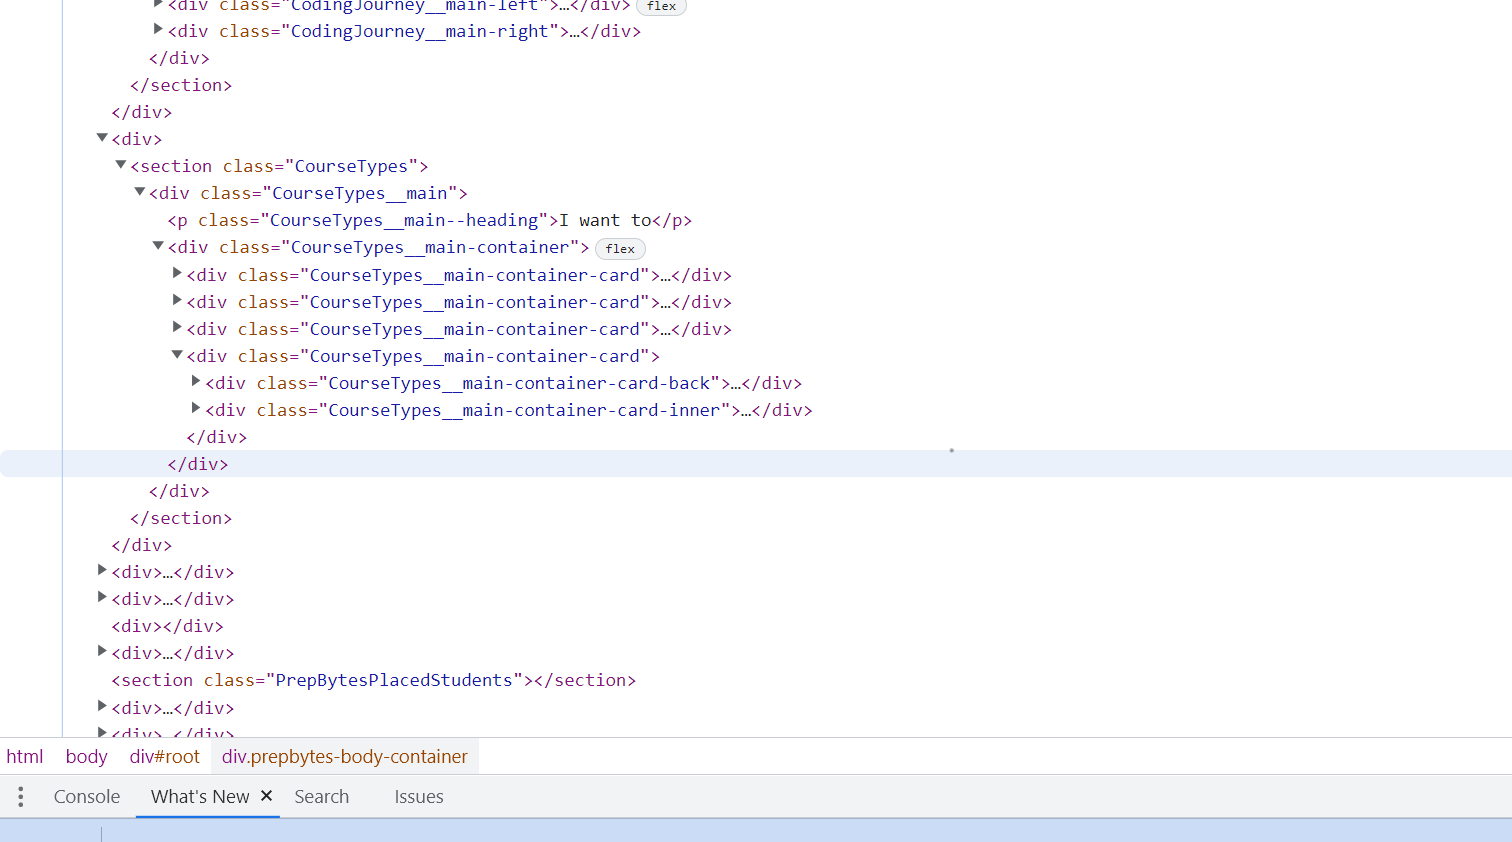 <div class="CodingJourney__main-left">…</div> flex
<div class="CodingJourney__main-right">…</div>
</div>
</section>
</div>
<div>
<section class="CourseTypes">
<div class="CourseTypes__main">
<p class="CourseTypes__main--heading">I want to</p>
<div class="CourseTypes__main-container"> flex
<div class="CourseTypes__main-container-card">…</div>
<div class="CourseTypes__main-container-card">…</div>
<div class="CourseTypes__main-container-card">…</div>
<div class="CourseTypes__main-container-card">
<div class="CourseTypes__main-container-card-back">…</div>
<div class="CourseTypes__main-container-card-inner">…</div>
</div>
</div>
</div>
</section>
</div>
<div>…</div>
<div>…</div>
<div></div>
<div>…</div>
<section class="PrepBytesPlacedStudents"></section>
<div>…</div>
<div>…</div>
html body div#root div.prepbytes-body-container
Console What's New × Search Issues